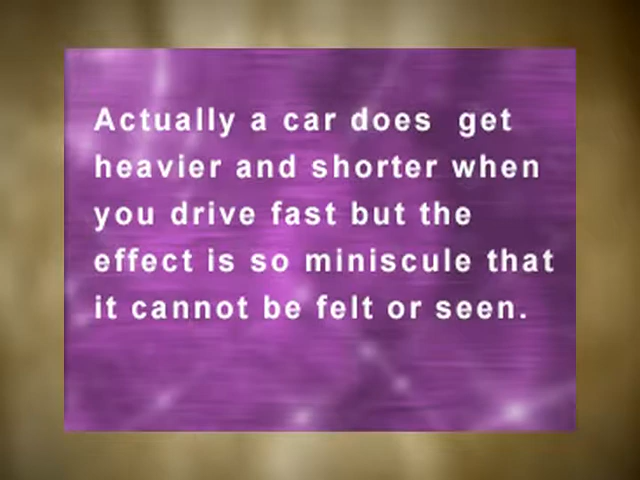 Actually a car does get
heavier and shorter when
you drive fast but the
effect is so miniscule that
it cannot be felt or seen.